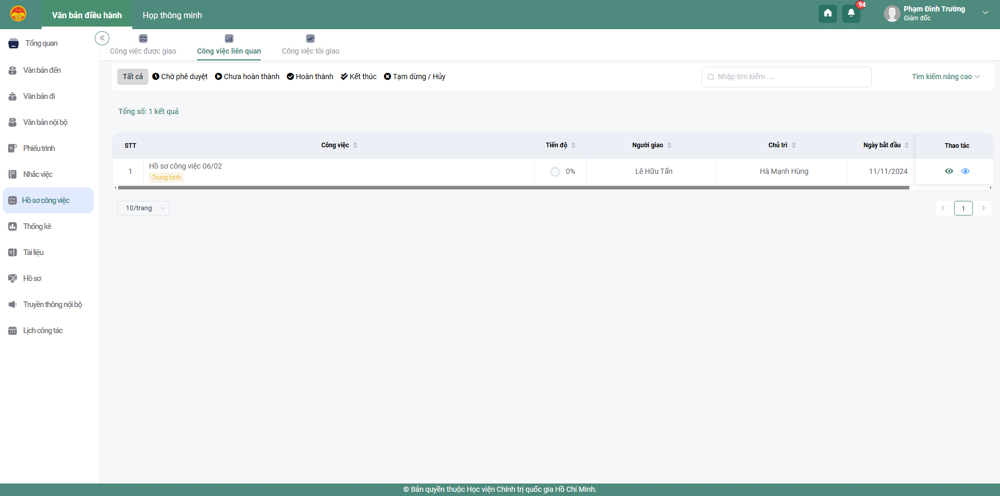 Văn bản điều hành
Họp thông minh
94
Phạm Đình Trường
Giám đốc
Tổng quan
Văn bản đến
Văn bản đi
Văn bản nội bộ
Phiếu trình
Nhắc việc
Hồ sơ công việc
Thống kê
Tài liệu
Hồ sơ
Truyền thông nội bộ
Lịch công tác
Công việc được giao
Công việc liên quan
Công việc tôi giao
Tất cả Chờ phê duyệt Chưa hoàn thành Hoàn thành Kết thúc Tạm dừng / Hủy
Nhập tìm kiếm ....
Tìm kiếm nâng cao
Tổng số: 1 kết quả
STT Công việc Tiến độ Người giao Chủ trì Ngày bắt đầu Thao tác
1 Hồ sơ công việc 06/02 0% Lê Hữu Tấn Hà Mạnh Hùng 11/11/2024
Trung bình
10/trang
1
© Bản quyền thuộc Học viện Chính trị quốc gia Hồ Chí Minh.